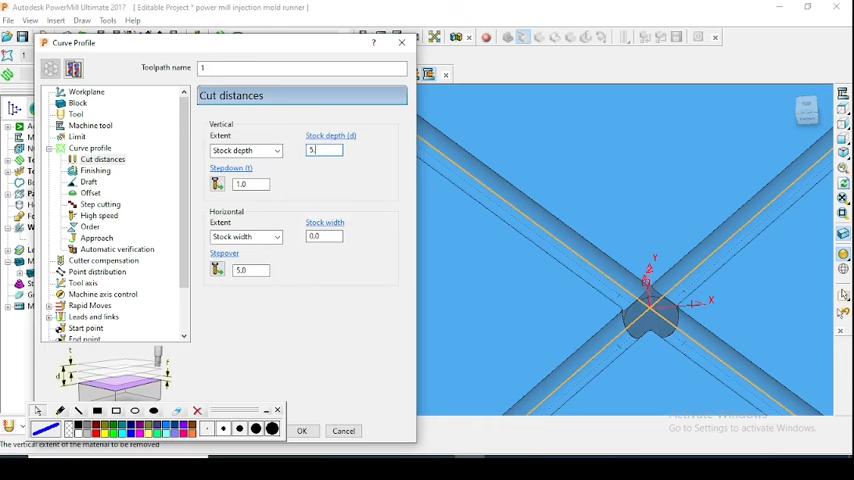 Autodesk PowerMill Ultimate 2017 [ Editable Project * power mill injection mold runner ]
File View Insert Draw Tools Help
Curve Profile
?
Toolpath name 1
Workplane
Block
Tool
Machine tool
Limit
Curve profile
Cut distances
Finishing
Draft
Offset
Step cutting
High speed
Order
Approach
Automatic verification
Cutter compensation
Point distribution
Tool axis
Machine axis control
Rapid Moves
Leads and links
Start point
End point
Cut distances
Vertical
Extent
Stock depth (d)
Stock depth
5.
Stepdown (t)
1.0
Horizontal
Extent
Stock width
Stock width
0.0
Stepover
5.0
t
d
OK
Cancel
Y
X
TOP
Activate Windows
Go to Settings to activate Windows.
The vertical extent of the material to be removed